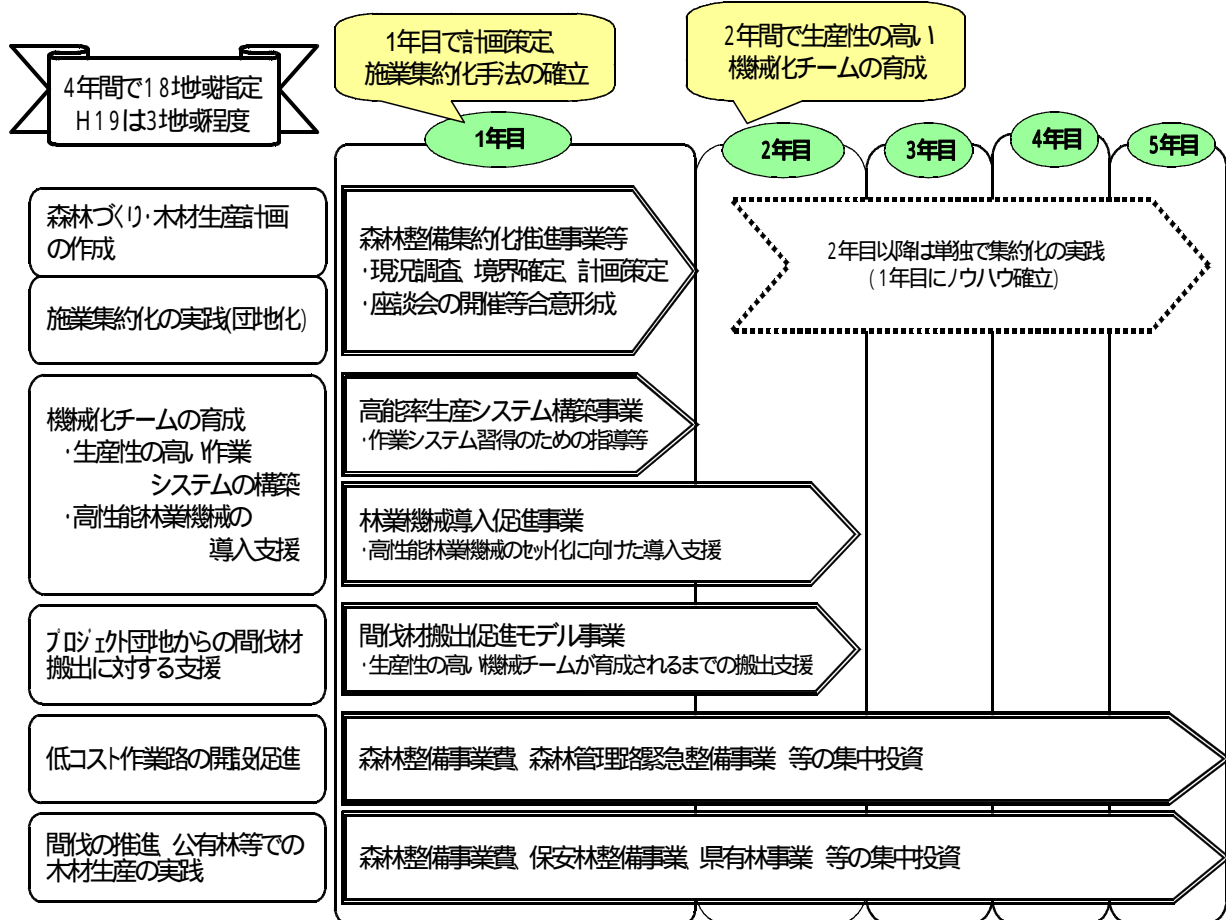 4年間で18地域指定
H19は3地域程度
1年目で計画策定、
施業集約化手法の確立
2年間で生産性の高い
機械化チームの育成
1年目
2年目
3年目
4年目
5年目
森林づくり・木材生産計画
の作成
施業集約化の実践(団地化)
森林整備集約化推進事業等
・現況調査、境界確定、計画策定
・座談会の開催等合意形成
2年目以降は単独で集約化の実践
(1年目にノウハウ確立)
機械化チームの育成
・生産性の高い作業
システムの構築
・高性能林業機械の
導入支援
高能率生産システム構築事業
・作業システム習得のための指導等
林業機械導入促進事業
・高性能林業機械のセット化に向けた導入支援
プロジェクト団地からの間伐材
搬出に対する支援
間伐材搬出促進モデル事業
・生産性の高い機械チームが育成されるまでの搬出支援
低コスト作業路の開設促進
森林整備事業費、森林管理路緊急整備事業 等の集中投資
間伐の推進、公有林等での
木材生産の実践
森林整備事業費、保安林整備事業、県有林事業 等の集中投資